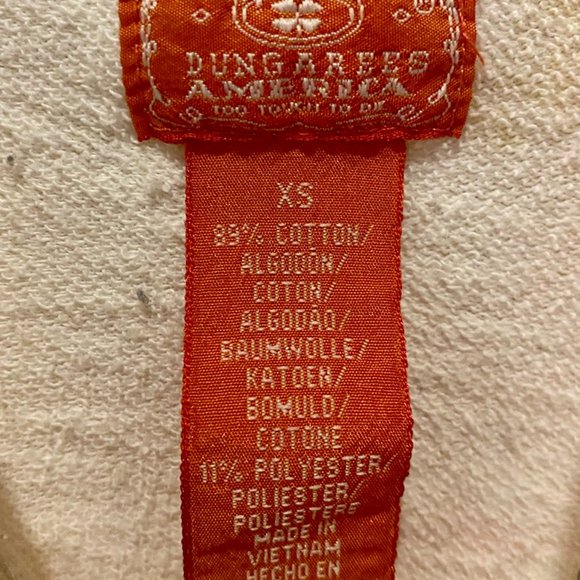 DUNGAREES
AMERICA
TOO TOUGH TO DIE
XS
89% COTTON/
ALGODÓN/
COTON/
ALGODÃO/
BAUMWOLLE/
KATOEN/
BOMULD/
COTONE
11% POLYESTER/
POLIESTER/
POLIESTERE
MADE IN
VIETNAM
HECHO EN